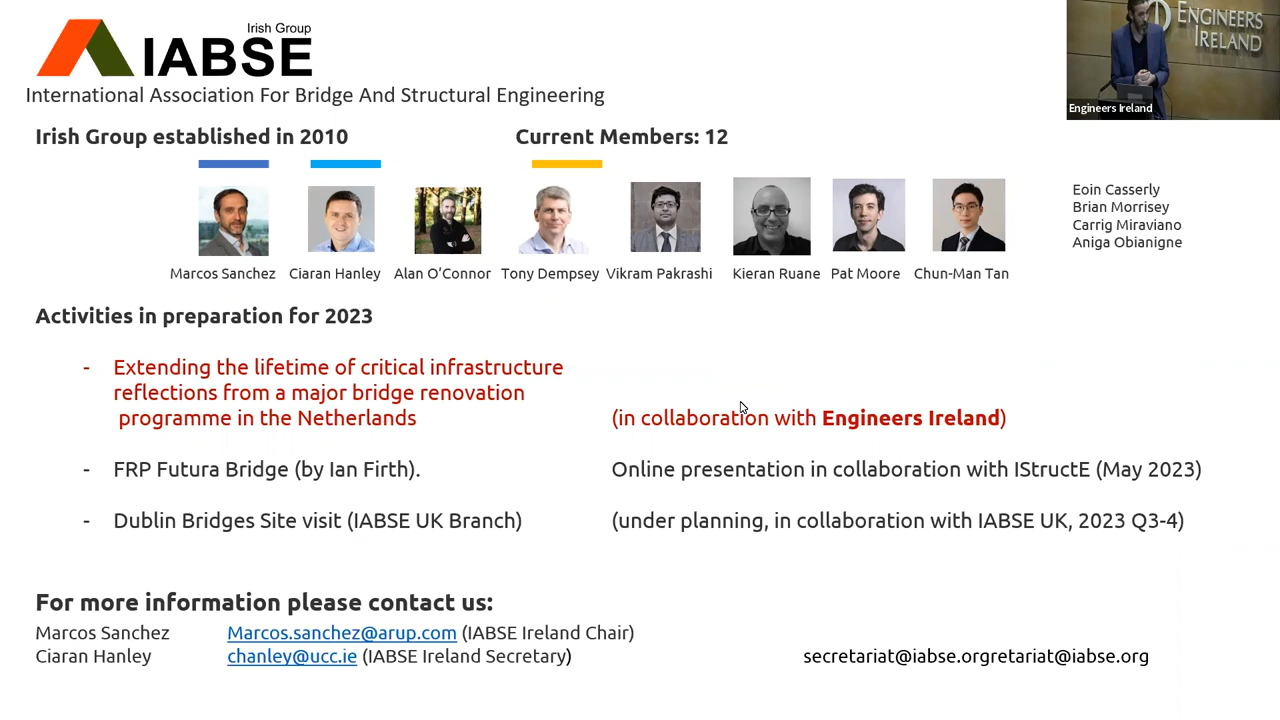 Irish Group
IABSE
International Association For Bridge And Structural Engineering
ENGINEERS
IRELAND
Engineers Ireland
Irish Group established in 2010
Current Members: 12
Marcos Sanchez
Ciaran Hanley
Alan O’Connor
Tony Dempsey
Vikram Pakrashi
Kieran Ruane
Pat Moore
Chun-Man Tan
Eoin Casserly
Brian Morrisey
Carrig Miraviano
Aniga Obianigne
Activities in preparation for 2023
- Extending the lifetime of critical infrastructure
reflections from a major bridge renovation
programme in the Netherlands
(in collaboration with Engineers Ireland)
- FRP Futura Bridge (by Ian Firth).
Online presentation in collaboration with IStructE (May 2023)
- Dublin Bridges Site visit (IABSE UK Branch)
(under planning, in collaboration with IABSE UK, 2023 Q3-4)
For more information please contact us:
Marcos Sanchez
Marcos.sanchez@arup.com (IABSE Ireland Chair)
Ciaran Hanley
chanley@ucc.ie (IABSE Ireland Secretary)
secretariat@iabse.orgretariat@iabse.org